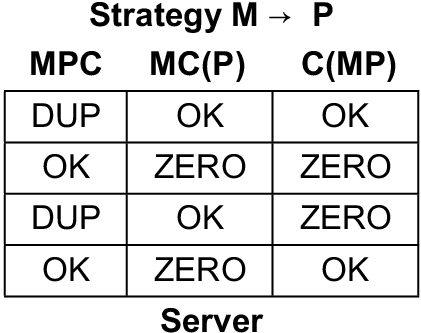 Strategy M → P
MPC MC(P) C(MP)
DUP OK OK
OK ZERO ZERO
DUP OK ZERO
OK ZERO OK
Server